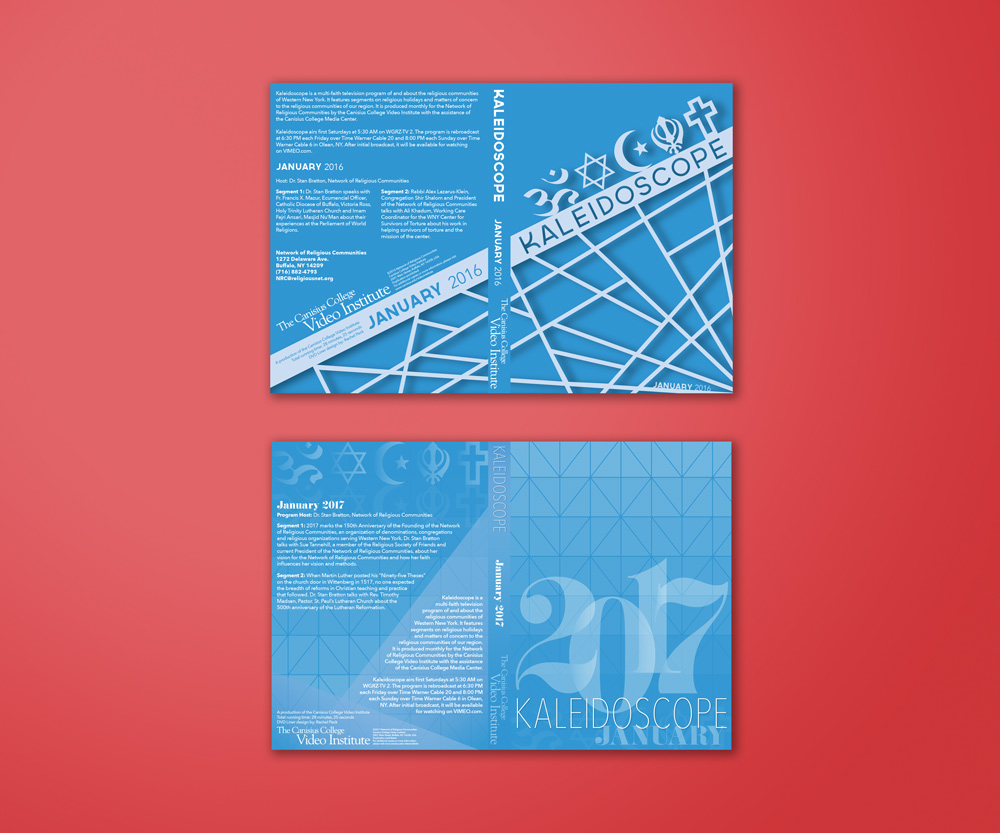 Kaleidoscope is a multi-faith television program of and about the religious communities
of Western New York. It features segments on religious holidays and matters of concern
to the religious communities of our region. It is produced monthly for the Network of
Religious Communities by the Canisius College Video Institute with the assistance of
the Canisius College Media Center.
Kaleidoscope airs first Saturdays at 5:30 AM on WGRZ-TV 2. The program is rebroadcast
at 6:30 PM each Friday over Time Warner Cable 20 and 8:00 PM each Sunday over Time
Warner Cable 6 in Olean, NY. After initial broadcast, it will be available for watching
on VIMEO.com.
JANUARY 2016
Host: Dr. Stan Bratton, Network of Religious Communities
Segment 1: Dr. Stan Bratton speaks with
Fr. Francis X. Mazur, Ecumenical Officer,
Catholic Diocese of Buffalo, Victoria Ross,
Holy Trinity Lutheran Church and Imam
Fajri Ansari, Masjid Nu'Man about their
experiences at the Parliament of World
Religions.
Segment 2: Rabbi Alex Lazarus-Klein,
Congregation Shir Shalom and President
of the Network of Religious Communities
talks with Ali Khadum, Working Care
Coordinator for the WNY Center for
Survivors of Torture about his work in
helping survivors of torture and the
mission of the center.
Network of Religious Communities
1272 Delaware Ave.
Buffalo, NY 14209
(716) 882-4793
NRC@religiousnet.org
The Canisius College
Video Institute
JANUARY 2016
A production of the Canisius College Video Institute
Total running time: 28 minutes, 30 seconds
DVD Liner design by: Rachel Peck
KALEIDOSCOPE
JANUARY 2016
The Canisius College
Video Institute
KALEIDOSCOPE
JANUARY 2016
January 2017
Program Host: Dr. Stan Bratton, Network of Religious Communities
Segment 1: 2017 marks the 150th Anniversary of the Founding of the Network
of Religious Communities, an organization of denominations, congregations
and religious organizations serving Western New York. Dr. Stan Bratton
talks with Sue Tannehill, a member of the Religious Society of Friends and
current President of the Network of Religious Communities, about her
vision for the Network of Religious Communities and how her faith
influences her vision and methods.
Segment 2: When Martin Luther posted his "Ninety-five Theses"
on the church door in Wittenberg in 1517, no one expected
the breadth of reforms in Christian teaching and practice
that followed. Dr. Stan Bratton talks with Rev. Timothy
Madsen, Pastor, St. Paul's Lutheran Church about the
500th anniversary of the Lutheran Reformation.
Kaleidoscope is a
multi-faith television
program of and about the
religious communities of
Western New York. It features
segments on religious holidays
and matters of concern to the
religious communities of our region.
It is produced monthly for the Network
of Religious Communities by the Canisius
College Video Institute with the assistance
of the Canisius College Media Center.
Kaleidoscope airs first Saturdays at 5:30 AM on
WGRZ-TV 2. The program is rebroadcast at 6:30 PM
each Friday over Time Warner Cable 20 and 8:00 PM
each Sunday over Time Warner Cable 6 in Olean,
NY. After initial broadcast, it will be available
for watching on VIMEO.com.
A production of the Canisius College Video Institute
Total running time: 29 minutes, 31 seconds
DVD Liner design by: Rachel Peck
The Canisius College
Video Institute
KALEIDOSCOPE
January 2017
The Canisius College
Video Institute
2017
KALEIDOSCOPE
JANUARY